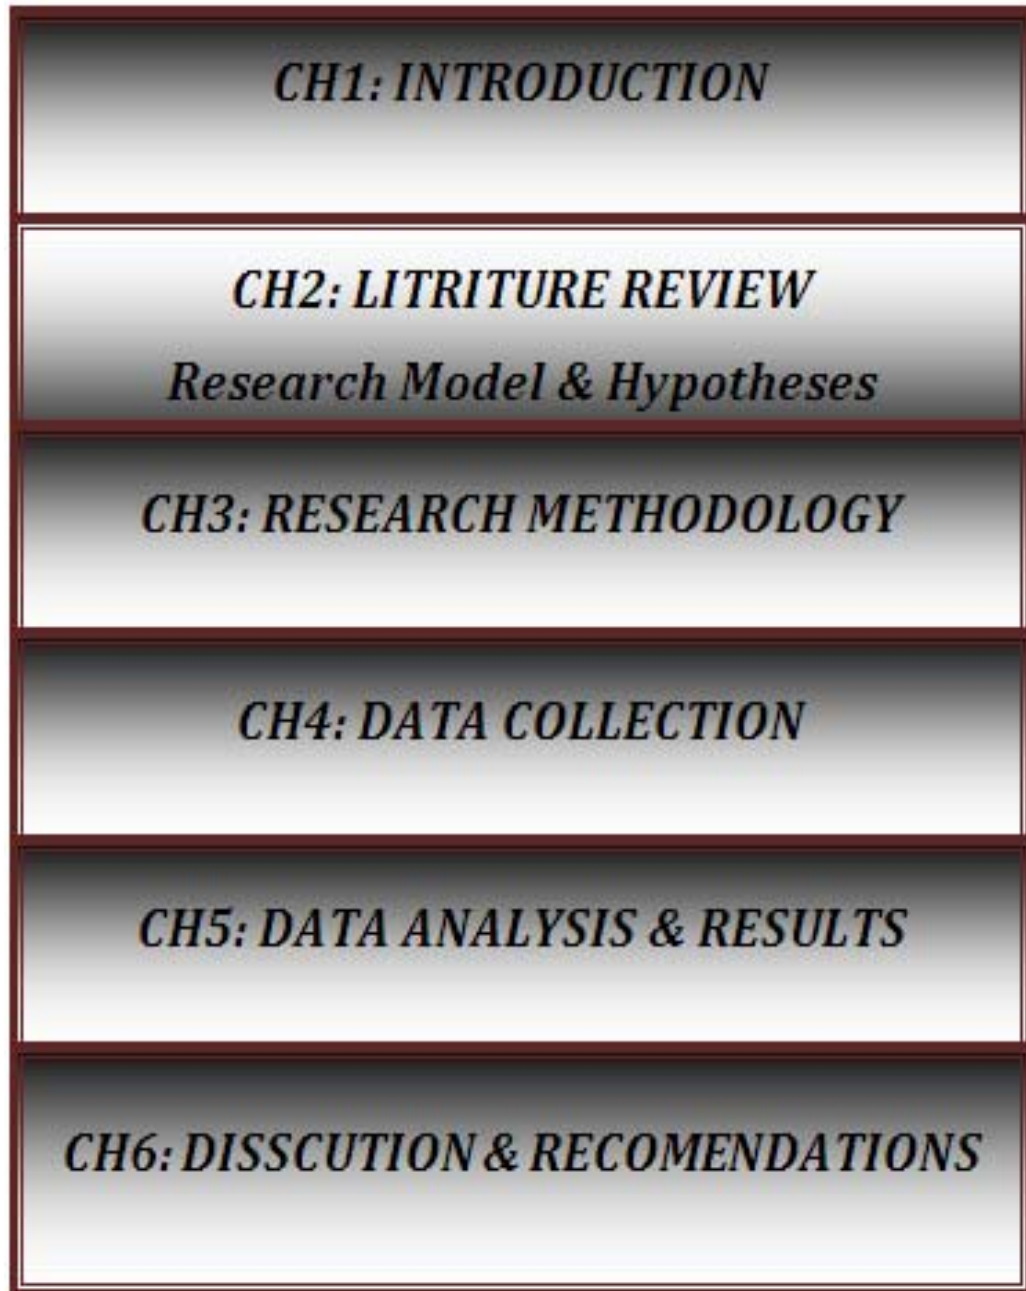 CH1: INTRODUCTION
CH2: LITRITURE REVIEW
Research Model & Hypotheses
CH3: RESEARCH METHODOLOGY
CH4: DATA COLLECTION
CH5: DATA ANALYSIS & RESULTS
CH6: DISSCUTION & RECOMENDATIONS